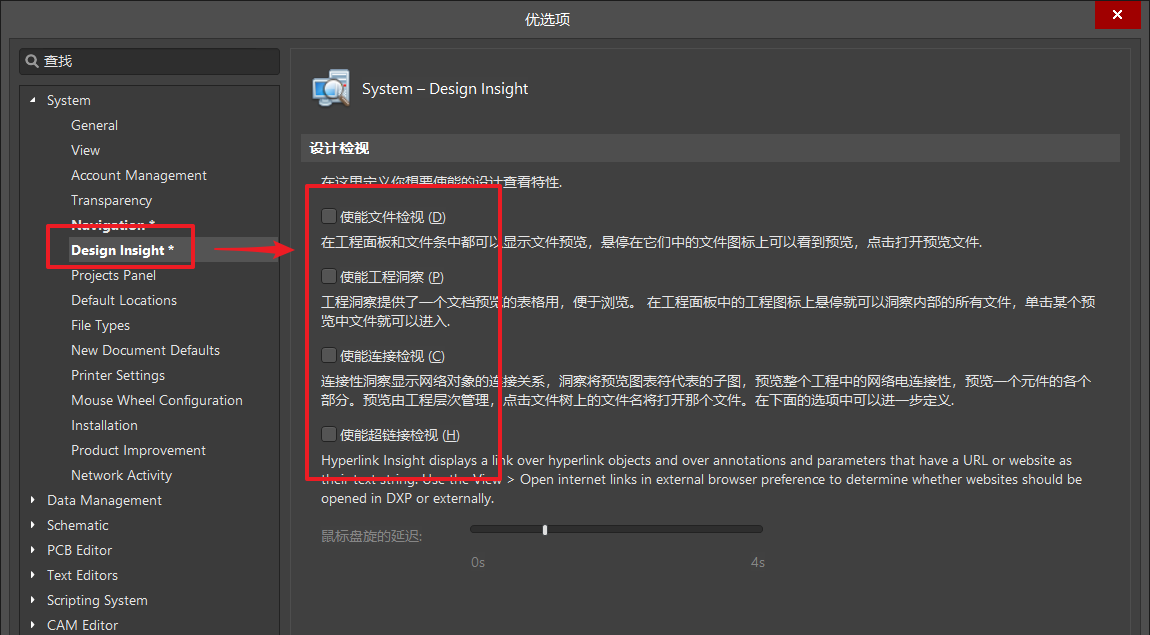 优选项
查找
System
General
View
Account Management
Transparency
Navigation *
Design Insight *
Projects Panel
Default Locations
File Types
New Document Defaults
Printer Settings
Mouse Wheel Configuration
Installation
Product Improvement
Network Activity
Data Management
Schematic
PCB Editor
Text Editors
Scripting System
CAM Editor
System – Design Insight
设计检视
在这里定义你想要使能的设计查看特性.
使能文件检视 (D)
在工程面板和文件条中都可以显示文件预览，悬停在它们中的文件图标上可以看到预览，点击打开预览文件.
使能工程洞察 (P)
工程洞察提供了一个文档预览的表格用，便于浏览。 在工程面板中的工程图标上悬停就可以洞察内部的所有文件，单击某个预
览中文件就可以进入.
使能连接检视 (C)
连接性洞察显示网络对象的连接关系，洞察将预览图表符代表的子图，预览整个工程中的网络电连接性，预览一个元件的各个
部分。预览由工程层次管理，点击文件树上的文件名将打开那个文件。在下面的选项中可以进一步定义.
使能超链接检视 (H)
Hyperlink Insight displays a link over hyperlink objects and over annotations and parameters that have a URL or website as
their text string. Use the View > Open internet links in external browser preference to determine whether websites should be
opened in DXP or externally.
鼠标盘旋的延迟:
0s
4s